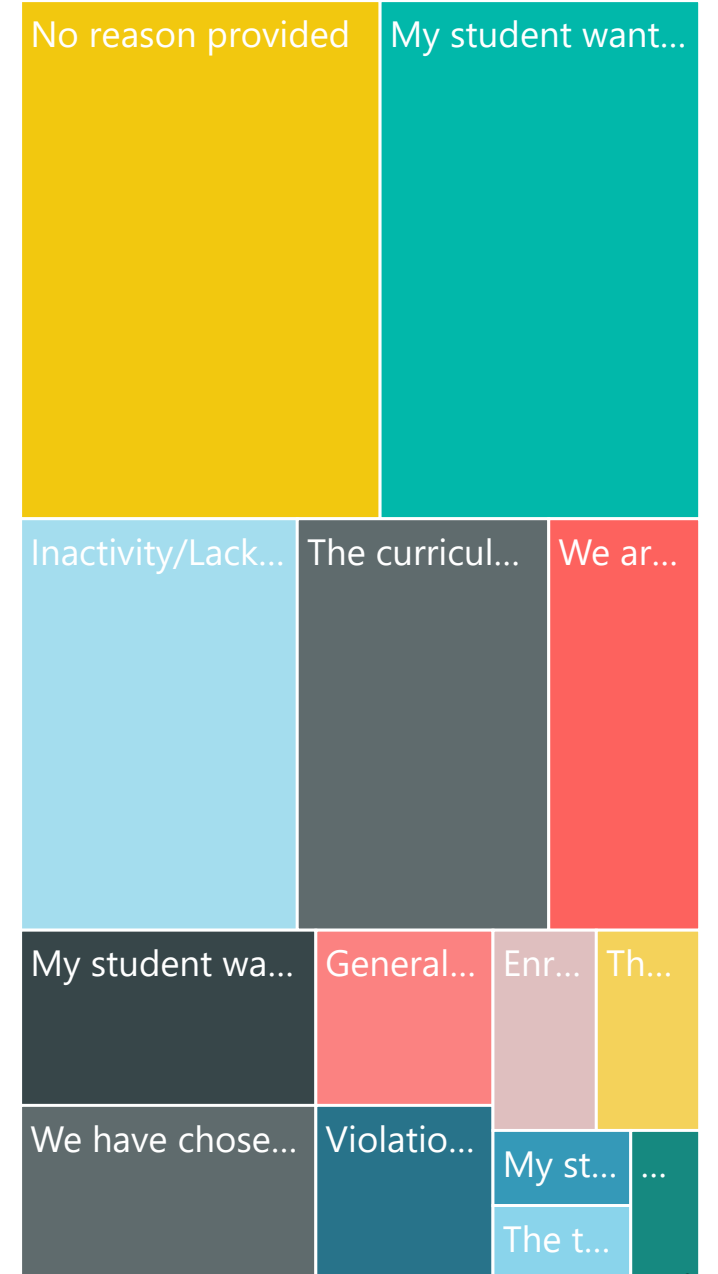 No reason provided
My student want...
Inactivity/Lack...
The curricul...
We ar...
My student wa...
General...
Enr...
Th...
We have chose...
Violatio...
My st...
...
The t...